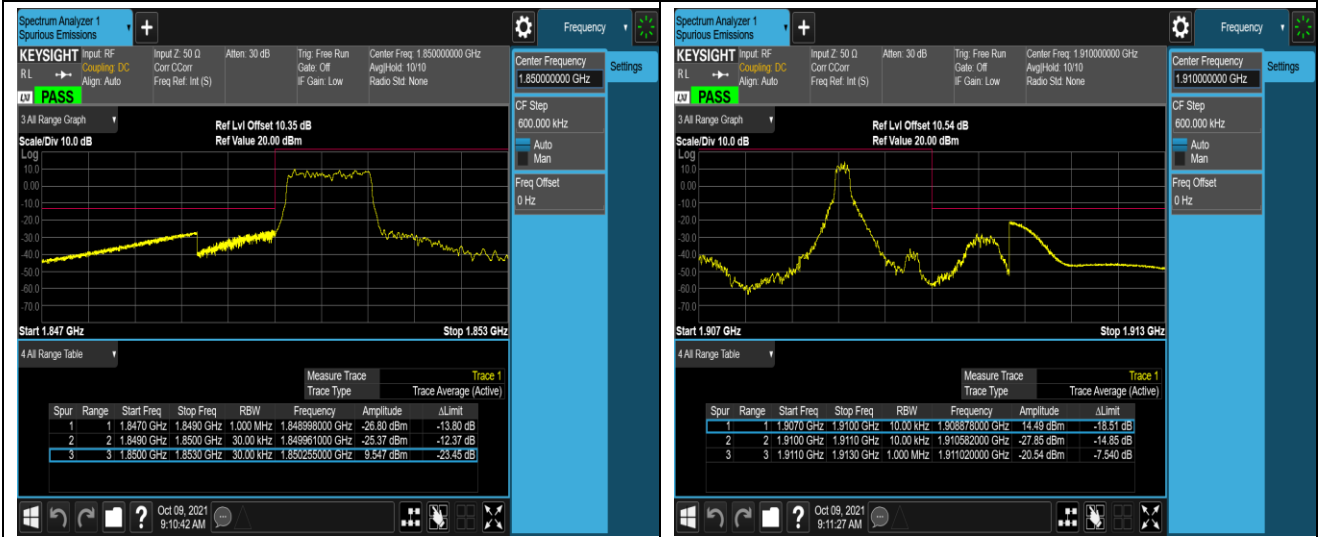 Spectrum Analyzer 1
Spurious Emissions
Frequency
KEYSIGHT Input: RF Input Z: 50 Ω Atten: 30 dB Trig: Free Run Center Freq: 1.850000000 GHz
RL Coupling: DC Corr CCorr Gate: Off Avg|Hold: 10/10
Align: Auto Freq Ref: Int (S) IF Gain: Low Radio Std: None
PASS
Center Frequency
1.850000000 GHz
Settings
CF Step
600.000 kHz
Auto
Man
Freq Offset
0 Hz
3 All Range Graph
Ref Lvl Offset 10.35 dB
Scale/Div 10.0 dB Ref Value 20.00 dBm
Log
10.0
0.00
-10.0
-20.0
-30.0
-40.0
-50.0
-60.0
-70.0
Start 1.847 GHz Stop 1.853 GHz
4 All Range Table
Measure Trace Trace 1
Trace Type Trace Average (Active)
Spur Range Start Freq Stop Freq RBW Frequency Amplitude ΔLimit
1 1 1.8470 GHz 1.8490 GHz 1.000 MHz 1.848998000 GHz -26.80 dBm -13.80 dB
2 2 1.8490 GHz 1.8500 GHz 30.00 kHz 1.849961000 GHz -25.37 dBm -12.37 dB
3 3 1.8500 GHz 1.8530 GHz 30.00 kHz 1.850255000 GHz 9.547 dBm -23.45 dB
?
Oct 09, 2021
9:10:42 AM
Spectrum Analyzer 1
Spurious Emissions
Frequency
KEYSIGHT Input: RF Input Z: 50 Ω Atten: 30 dB Trig: Free Run Center Freq: 1.910000000 GHz
RL Coupling: DC Corr CCorr Gate: Off Avg|Hold: 10/10
Align: Auto Freq Ref: Int (S) IF Gain: Low Radio Std: None
PASS
Center Frequency
1.910000000 GHz
Settings
CF Step
600.000 kHz
Auto
Man
Freq Offset
0 Hz
3 All Range Graph
Ref Lvl Offset 10.54 dB
Scale/Div 10.0 dB Ref Value 20.00 dBm
Log
10.0
0.00
-10.0
-20.0
-30.0
-40.0
-50.0
-60.0
-70.0
Start 1.907 GHz Stop 1.913 GHz
4 All Range Table
Measure Trace Trace 1
Trace Type Trace Average (Active)
Spur Range Start Freq Stop Freq RBW Frequency Amplitude ΔLimit
1 1 1.9070 GHz 1.9100 GHz 10.00 kHz 1.908878000 GHz 14.49 dBm -18.51 dB
2 2 1.9100 GHz 1.9110 GHz 10.00 kHz 1.910582000 GHz -27.85 dBm -14.85 dB
3 3 1.9110 GHz 1.9130 GHz 1.000 MHz 1.911020000 GHz -20.54 dBm -7.540 dB
?
Oct 09, 2021
9:11:27 AM